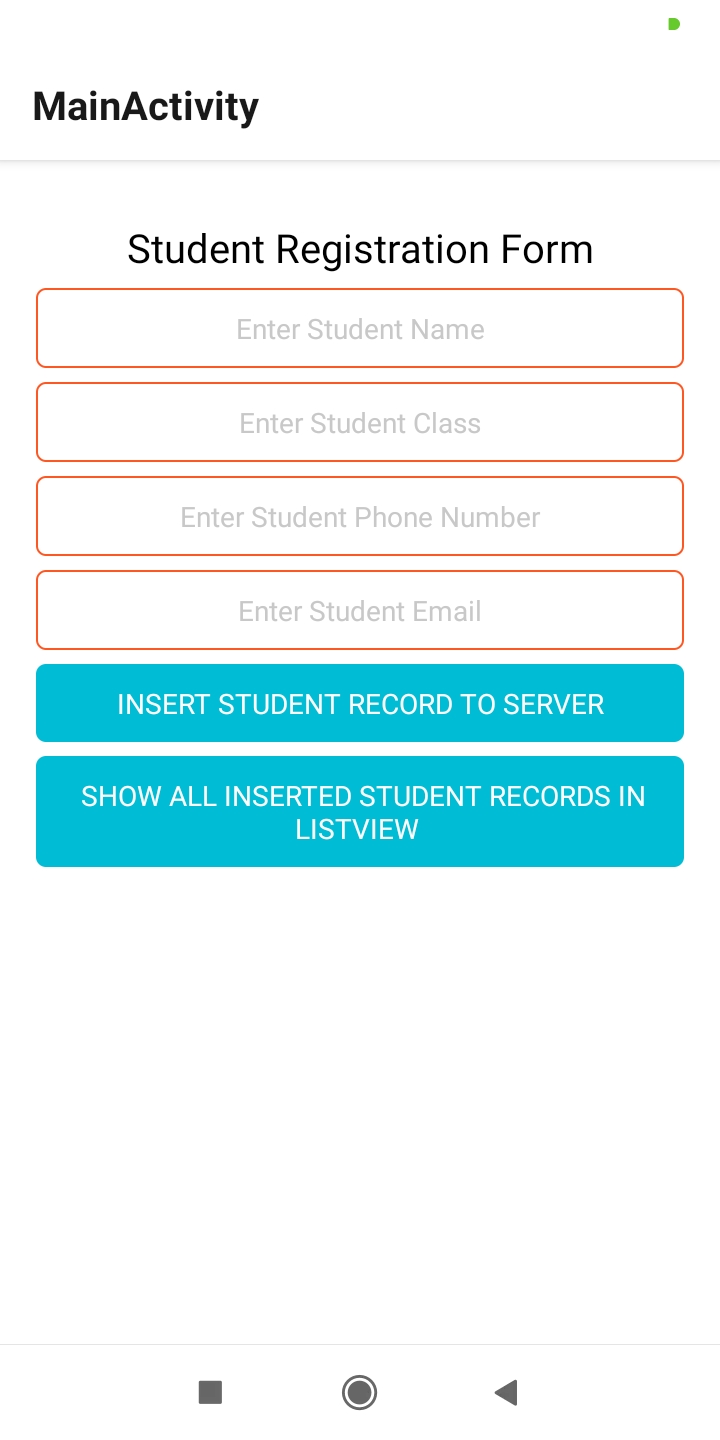 MainActivity
Student Registration Form
Enter Student Name
Enter Student Class
Enter Student Phone Number
Enter Student Email
INSERT STUDENT RECORD TO SERVER
SHOW ALL INSERTED STUDENT RECORDS IN
LISTVIEW